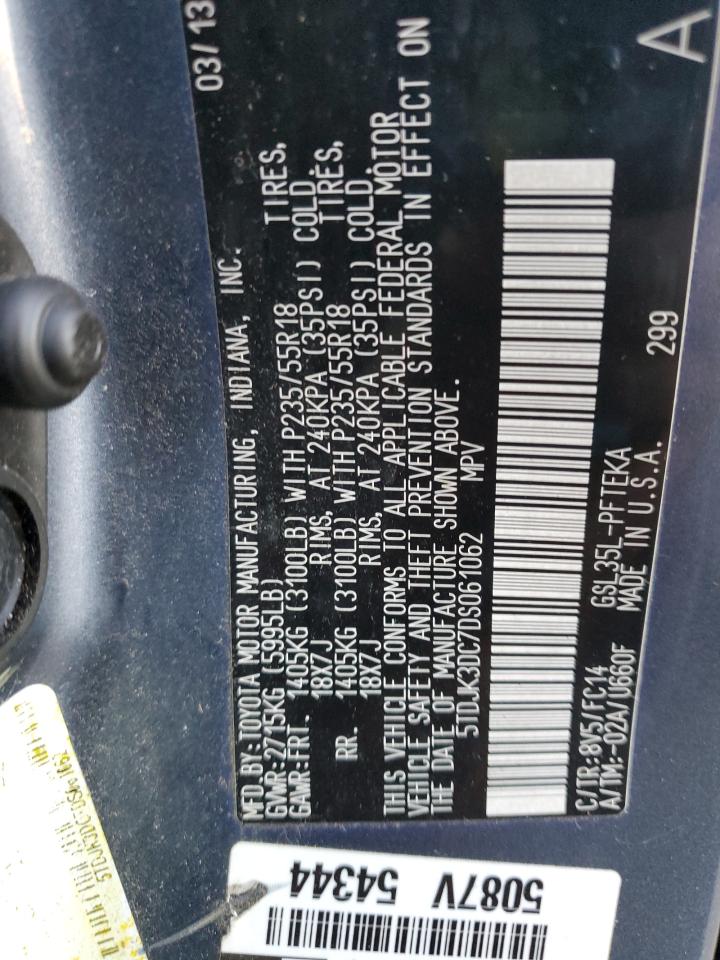 MFD BY:TOYOTA MOTOR MANUFACTURING, INDIANA, INC. 03/13
GVWR:2715KG (5995LB)
GAWR:FRT. 1405KG (3100LB) WITH P235/55R18 TIRES,
18X7J RIMS, AT 240KPA (35PSI) COLD.
RR. 1405KG (3100LB) WITH P235/55R18 TIRES,
18X7J RIMS, AT 240KPA (35PSI) COLD.
THIS VEHICLE CONFORMS TO ALL APPLICABLE FEDERAL MOTOR
VEHICLE SAFETY AND THEFT PREVENTION STANDARDS IN EFFECT ON
THE DATE OF MANUFACTURE SHOWN ABOVE.
5TDJK3DC7DS061062 MPV
C/TR:8V5/FC14 GSL35L-PFTEKA 299 A
A/TM:-02A/U660F MADE IN U.S.A.
5087V
54344